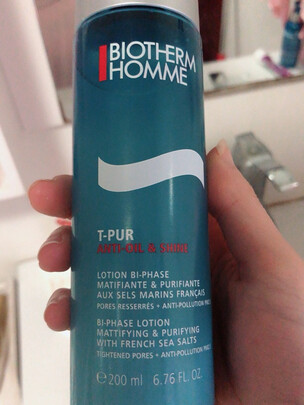 BIOTHERM
HOMME
T-PUR
ANTI-OIL & SHINE
LOTION BI-PHASE
MATIFIANTE & PURIFIANTE
AUX SELS MARINS FRANÇAIS
PORES RESSERRÉS + ANTI-POLLUTION
BI-PHASE LOTION
MATTIFYING & PURIFYING
WITH FRENCH SEA SALTS
TIGHTENED PORES + ANTI-POLLUTION
℮ 200 ml 6.76 FL. OZ.